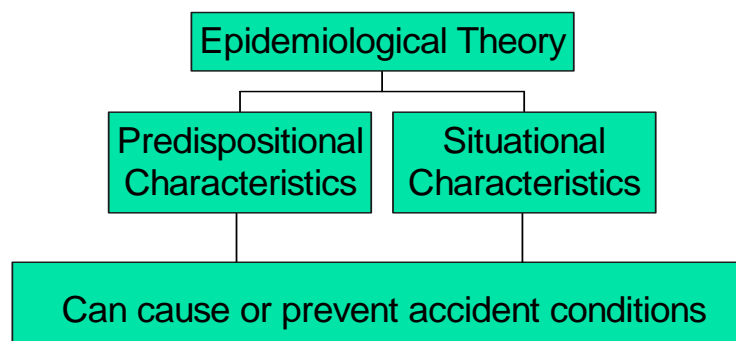 Epidemiological Theory
Predispositional
Characteristics
Situational
Characteristics
Can cause or prevent accident conditions